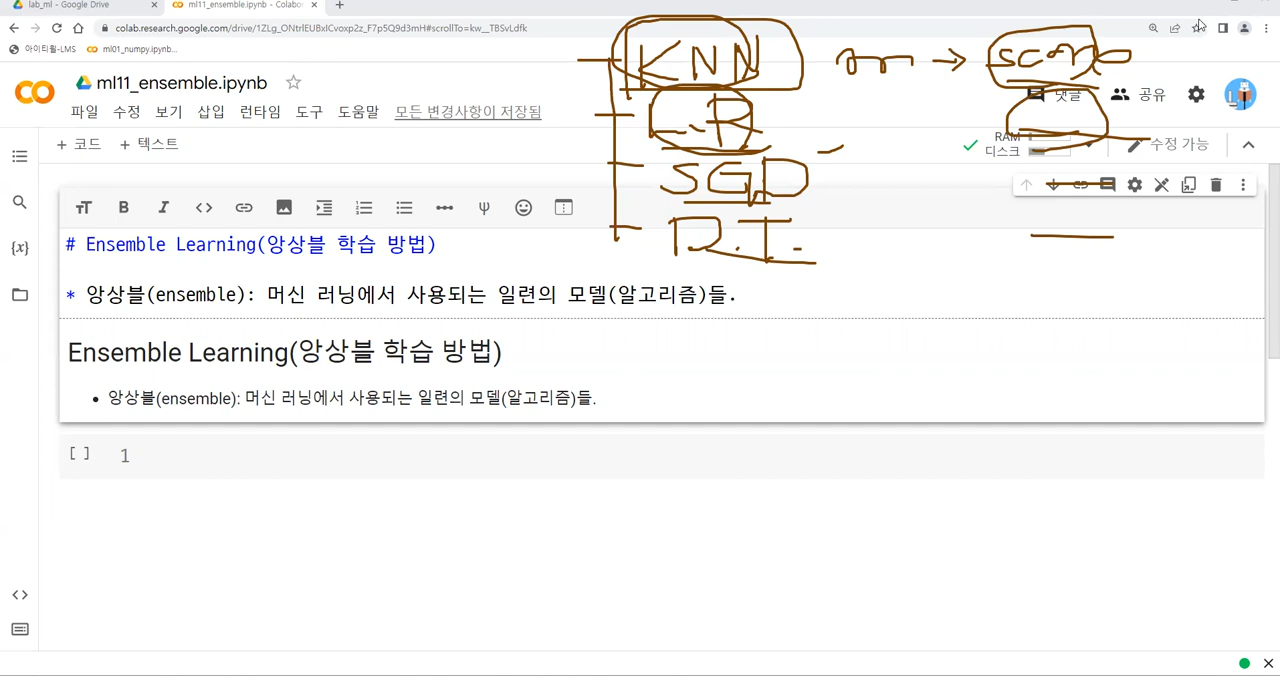 lab_ml - Google Drive
ml11_ensemble.ipynb - Colabor
colab.research.google.com/drive/1ZLg_ONtrlEUBxICvoxp2z_F7p5Q9d3mH#scrollTo=kw__TBSvLdkf
아이티윌-LMS
ml01_numpy.ipynb...
KNN → score
ml11_ensemble.ipynb
파일 수정 보기 삽입 런타임 도구 도움말 모든 변경사항이 저장됨
댓글 공유
+ 코드 + 텍스트
RAM
디스크
수정 가능
SGD
# Ensemble Learning(앙상블 학습 방법)
* 앙상블(ensemble): 머신 러닝에서 사용되는 일련의 모델(알고리즘)들.
Ensemble Learning(앙상블 학습 방법)
• 앙상블(ensemble): 머신 러닝에서 사용되는 일련의 모델(알고리즘)들.
[ ] 1